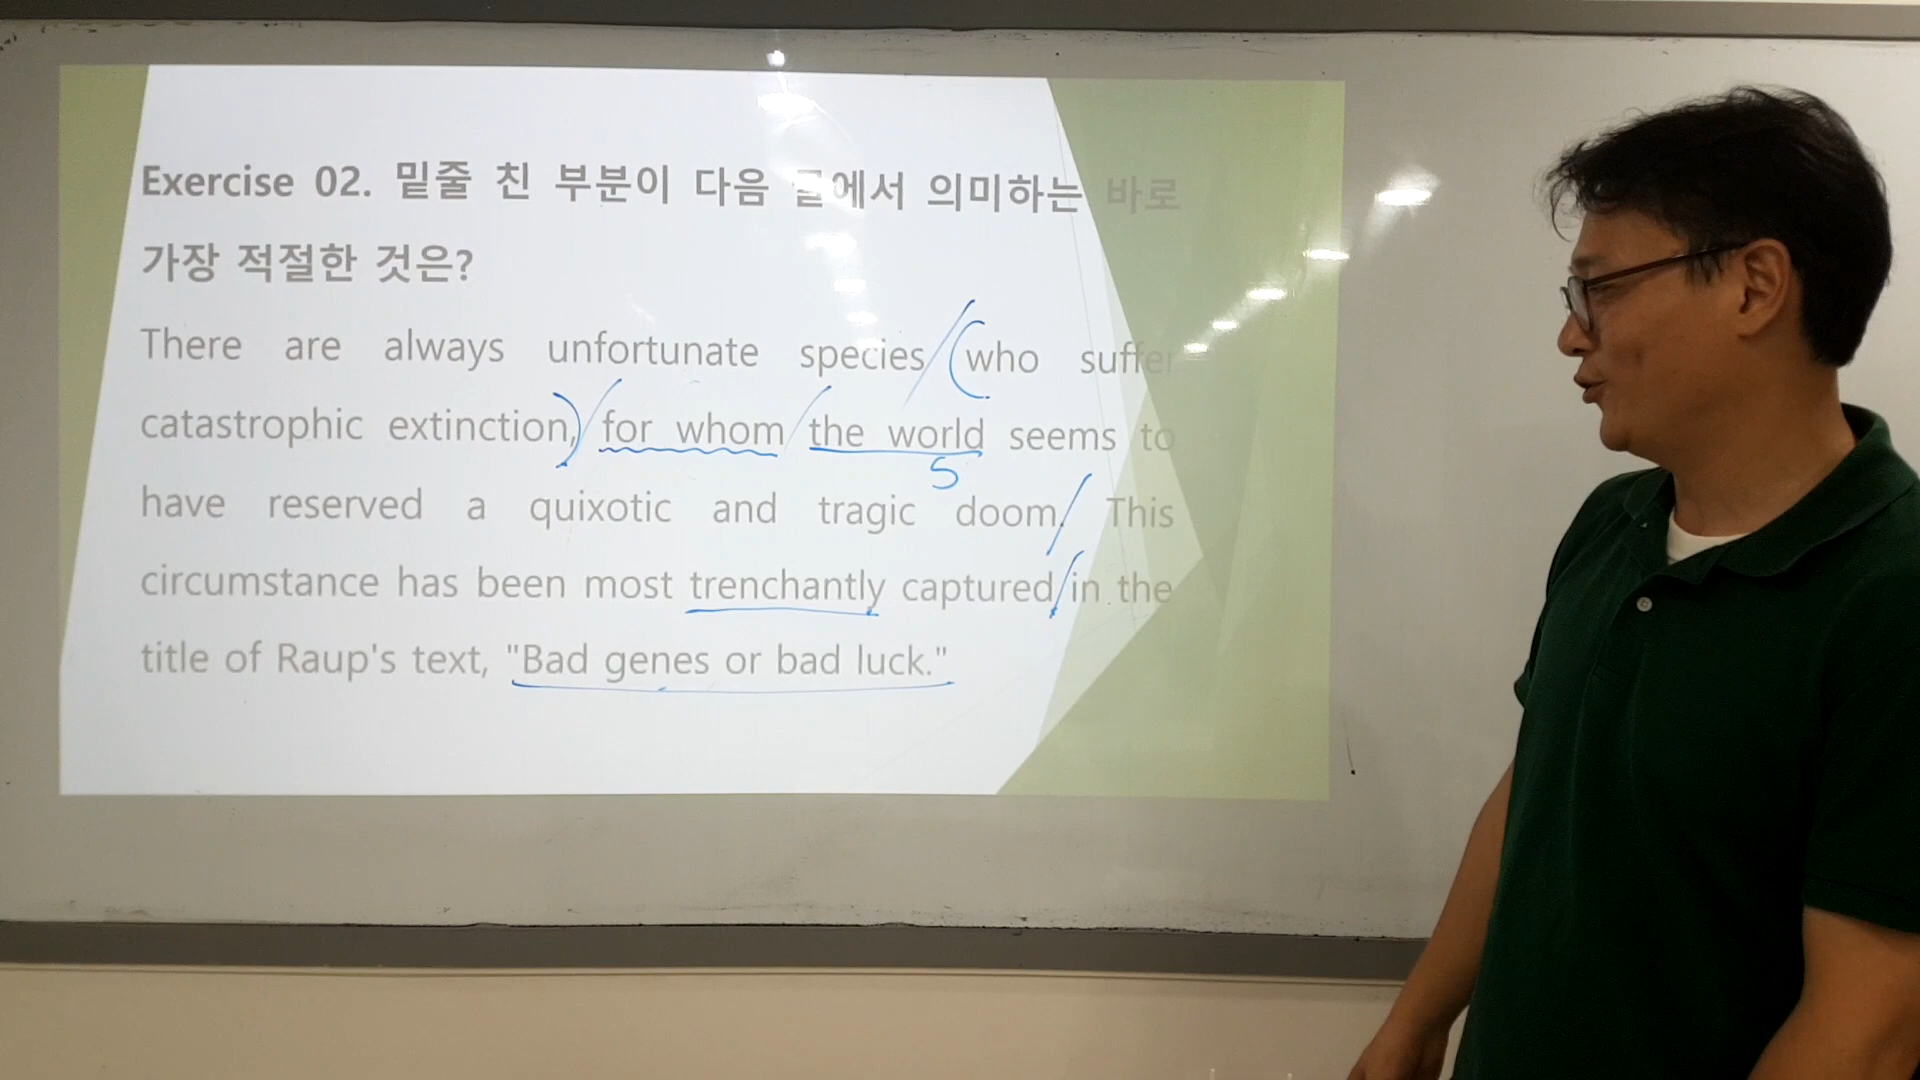 Exercise 02. 밑줄 친 부분이 다음 글에서 의미하는 바로
가장 적절한 것은?
There are always unfortunate species who suffer
catastrophic extinction, for whom the world seems to
S
have reserved a quixotic and tragic doom. This
circumstance has been most trenchantly captured in the
title of Raup's text, "Bad genes or bad luck."